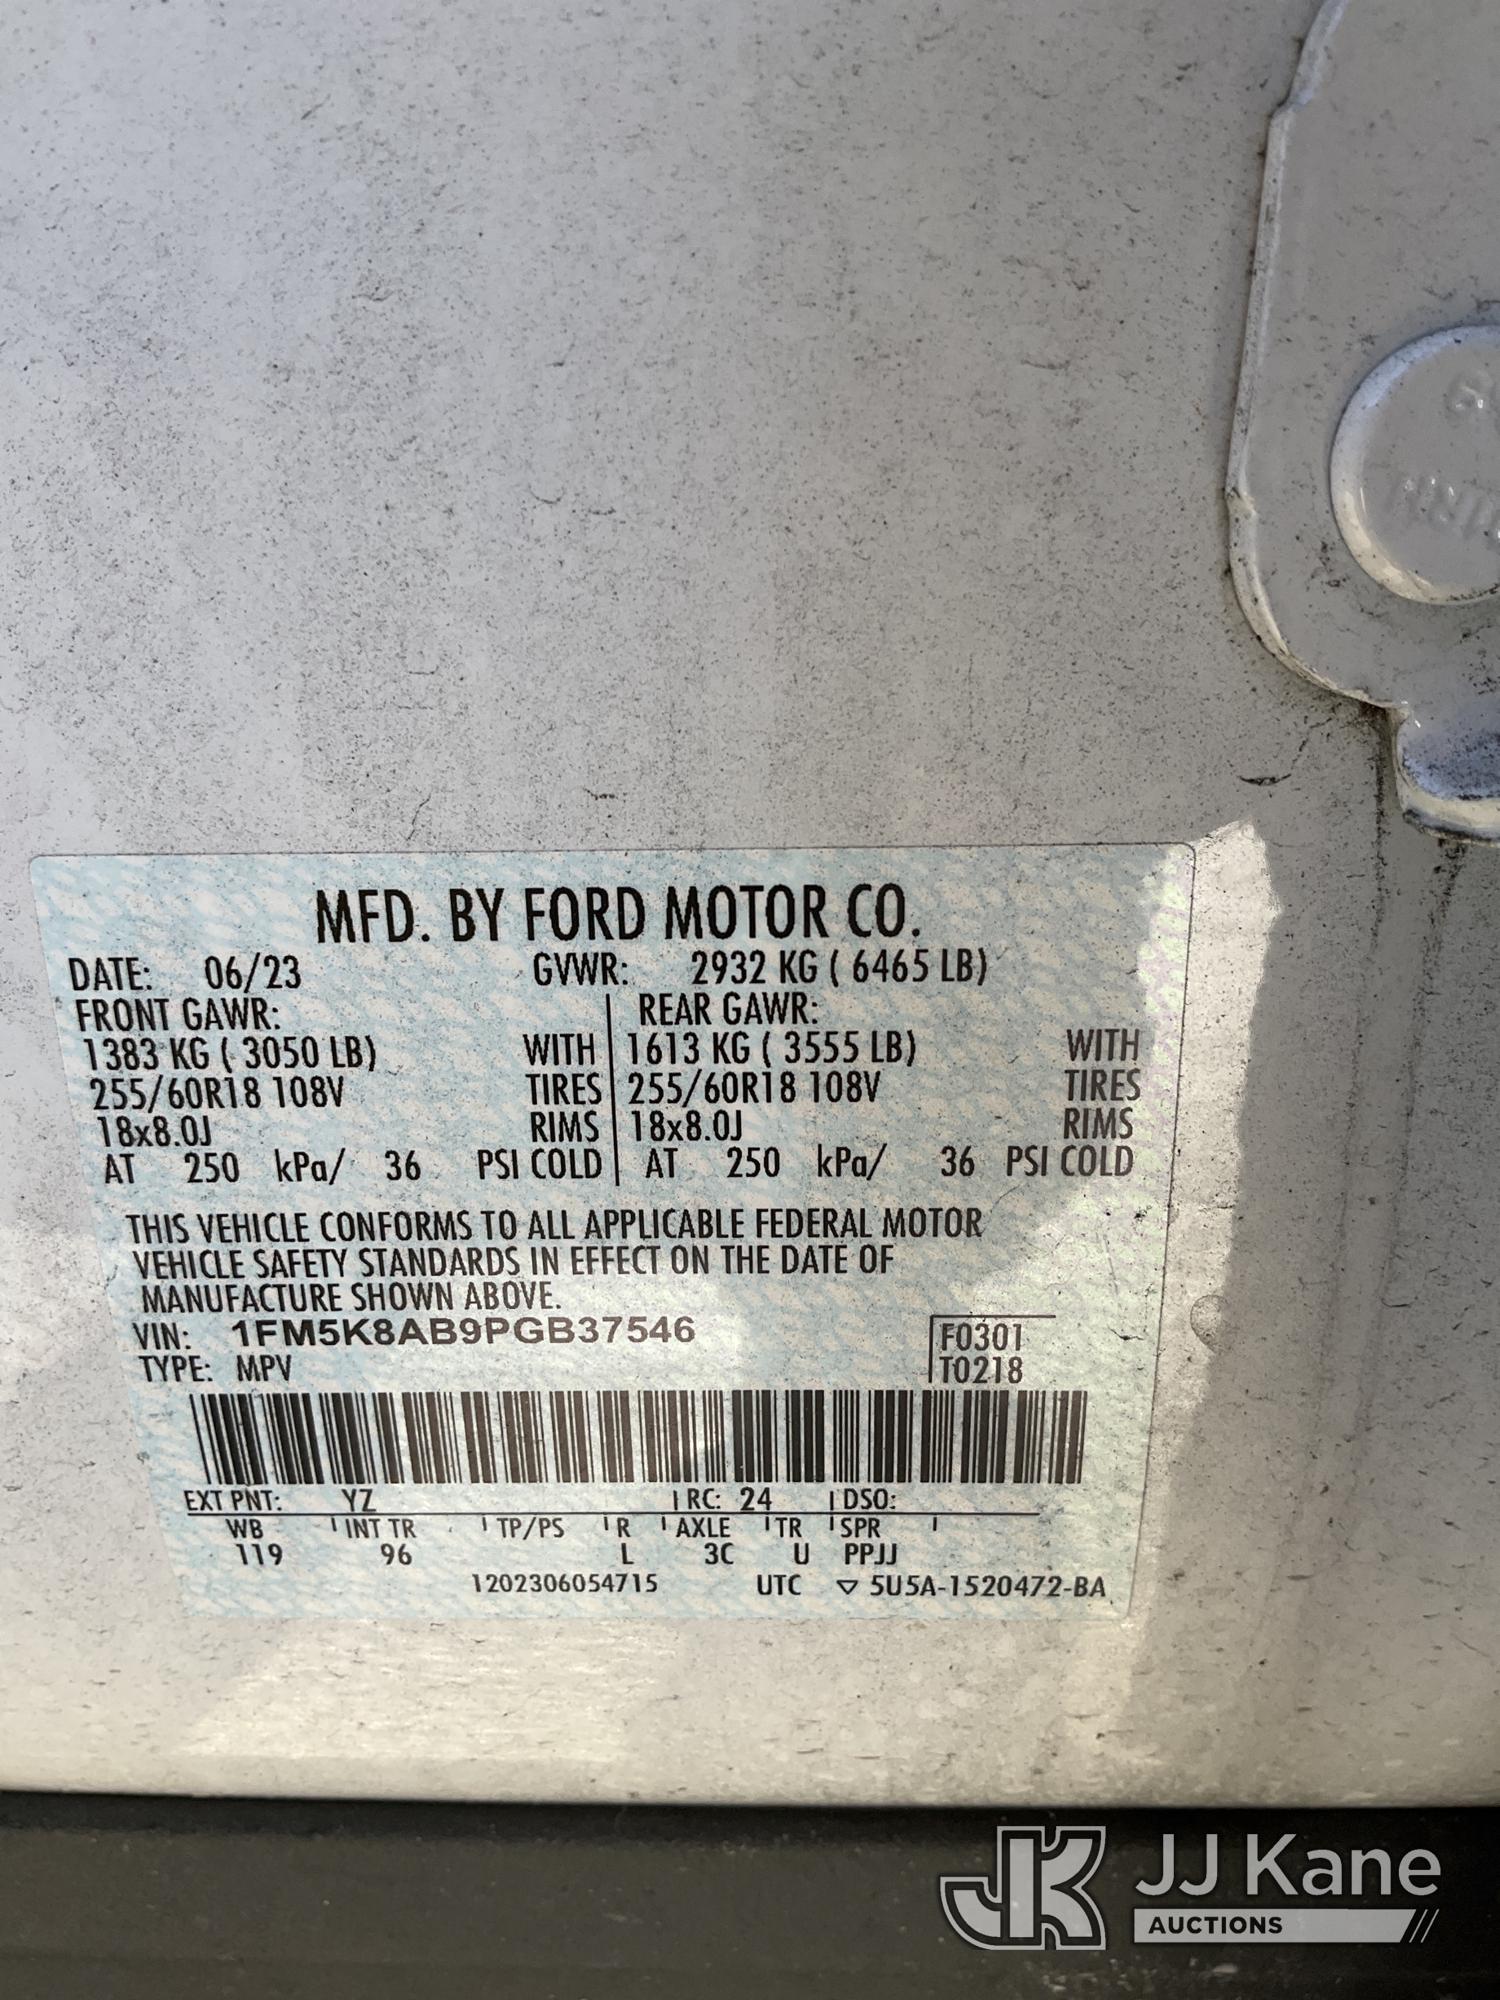 MFD. BY FORD MOTOR CO.
DATE: 06/23 GVWR: 2932 KG ( 6465 LB)
FRONT GAWR: REAR GAWR:
1383 KG ( 3050 LB) WITH 1613 KG ( 3555 LB) WITH
255/60R18 108V TIRES 255/60R18 108V TIRES
18x8.0J RIMS 18x8.0J RIMS
AT 250 kPa/ 36 PSI COLD AT 250 kPa/ 36 PSI COLD
THIS VEHICLE CONFORMS TO ALL APPLICABLE FEDERAL MOTOR
VEHICLE SAFETY STANDARDS IN EFFECT ON THE DATE OF
MANUFACTURE SHOWN ABOVE.
VIN: 1FM5K8AB9PGB37546 F0301
TYPE: MPV T0218
EXT PNT: YZ RC: 24 DSO:
WB INT TR TP/PS R AXLE TR SPR
119 96 L 3C U PPJJ
1202306054715 UTC ▽ 5U5A-1520472-BA
JK JJ Kane
AUCTIONS